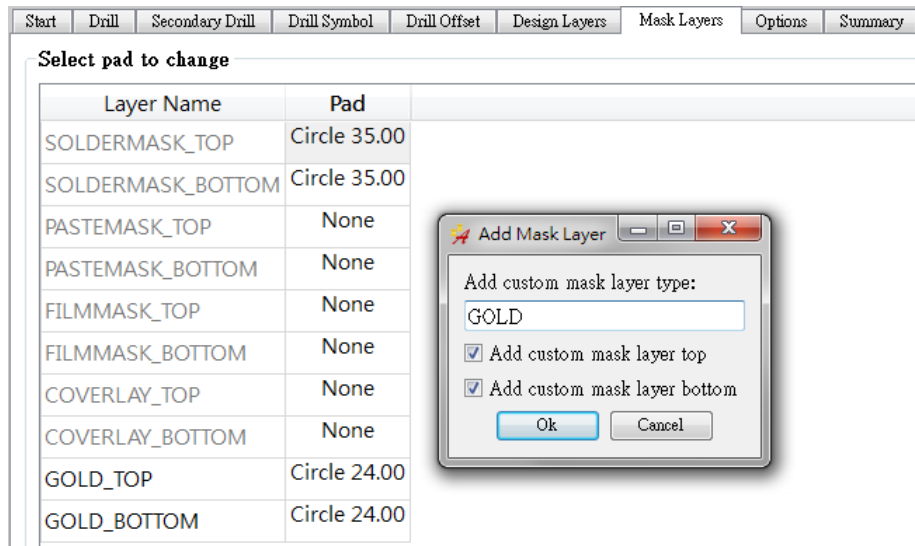 Start Drill Secondary Drill Drill Symbol Drill Offset Design Layers Mask Layers Options Summary
Select pad to change
Layer Name Pad
SOLDERMASK_TOP Circle 35.00
SOLDERMASK_BOTTOM Circle 35.00
PASTEMASK_TOP None
PASTEMASK_BOTTOM None
FILMMASK_TOP None
FILMMASK_BOTTOM None
COVERLAY_TOP None
COVERLAY_BOTTOM None
GOLD_TOP Circle 24.00
GOLD_BOTTOM Circle 24.00
Add Mask Layer
Add custom mask layer type:
GOLD
Add custom mask layer top
Add custom mask layer bottom
Ok Cancel